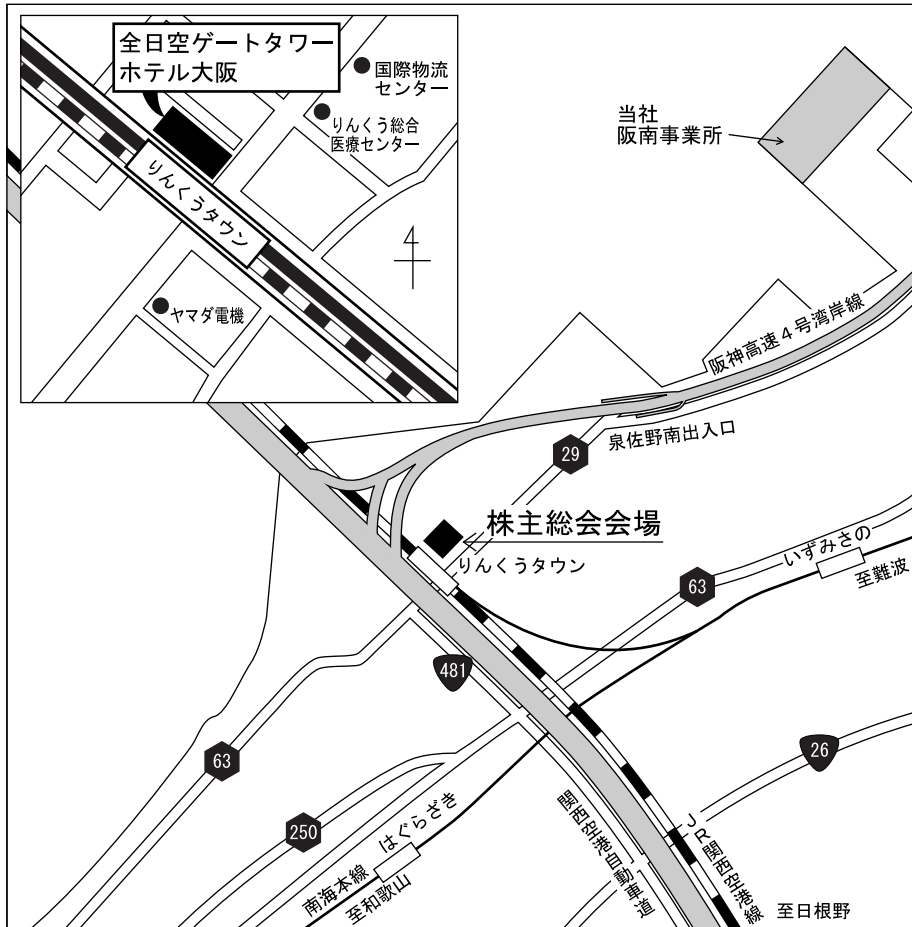 全日空ゲートタワー
ホテル大阪
国際物流
センター
りんくう総合
医療センター
りんくうタウン
ヤマダ電機
当社
阪南事業所
阪神高速4号湾岸線
泉佐野南出入口
29
株主総会会場
りんくうタウン
いずみさの
至難波
63
481
63
26
250
はぐらざき
南海本線
至和歌山
関西空港自動車道
JR関西空港線
至日根野